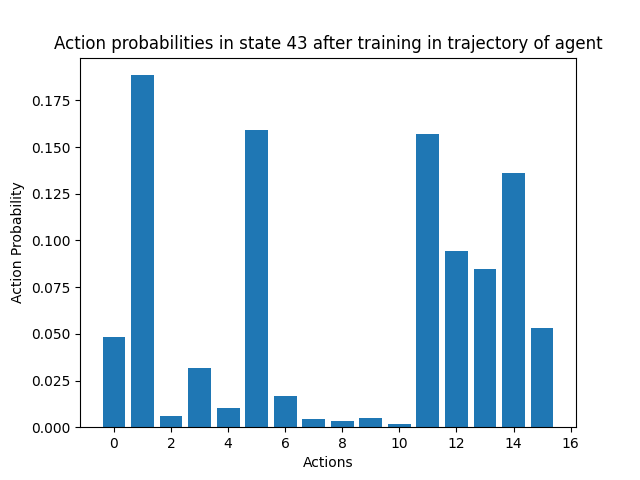 Action probabilities in state 43 after training in trajectory of agent
0.175
0.150
0.125
0.100
0.075
0.050
0.025
0.000
Action Probability
0 2 4 6 8 10 12 14 16
Actions